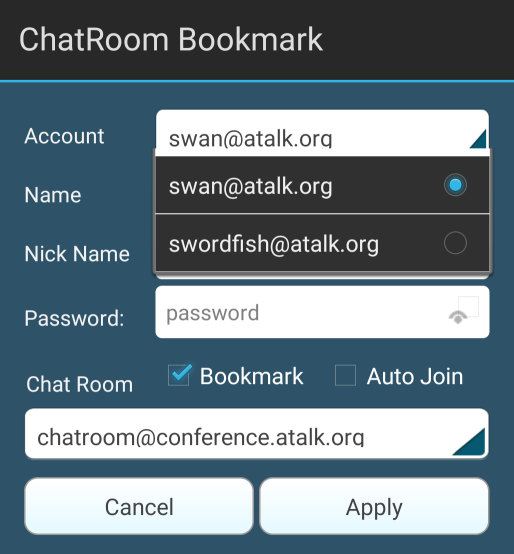 ChatRoom Bookmark
Account
swan@atalk.org
swan@atalk.org
Name
swordfish@atalk.org
Nick Name
Password:
password
Chat Room
Bookmark
Auto Join
chatroom@conference.atalk.org
Cancel
Apply